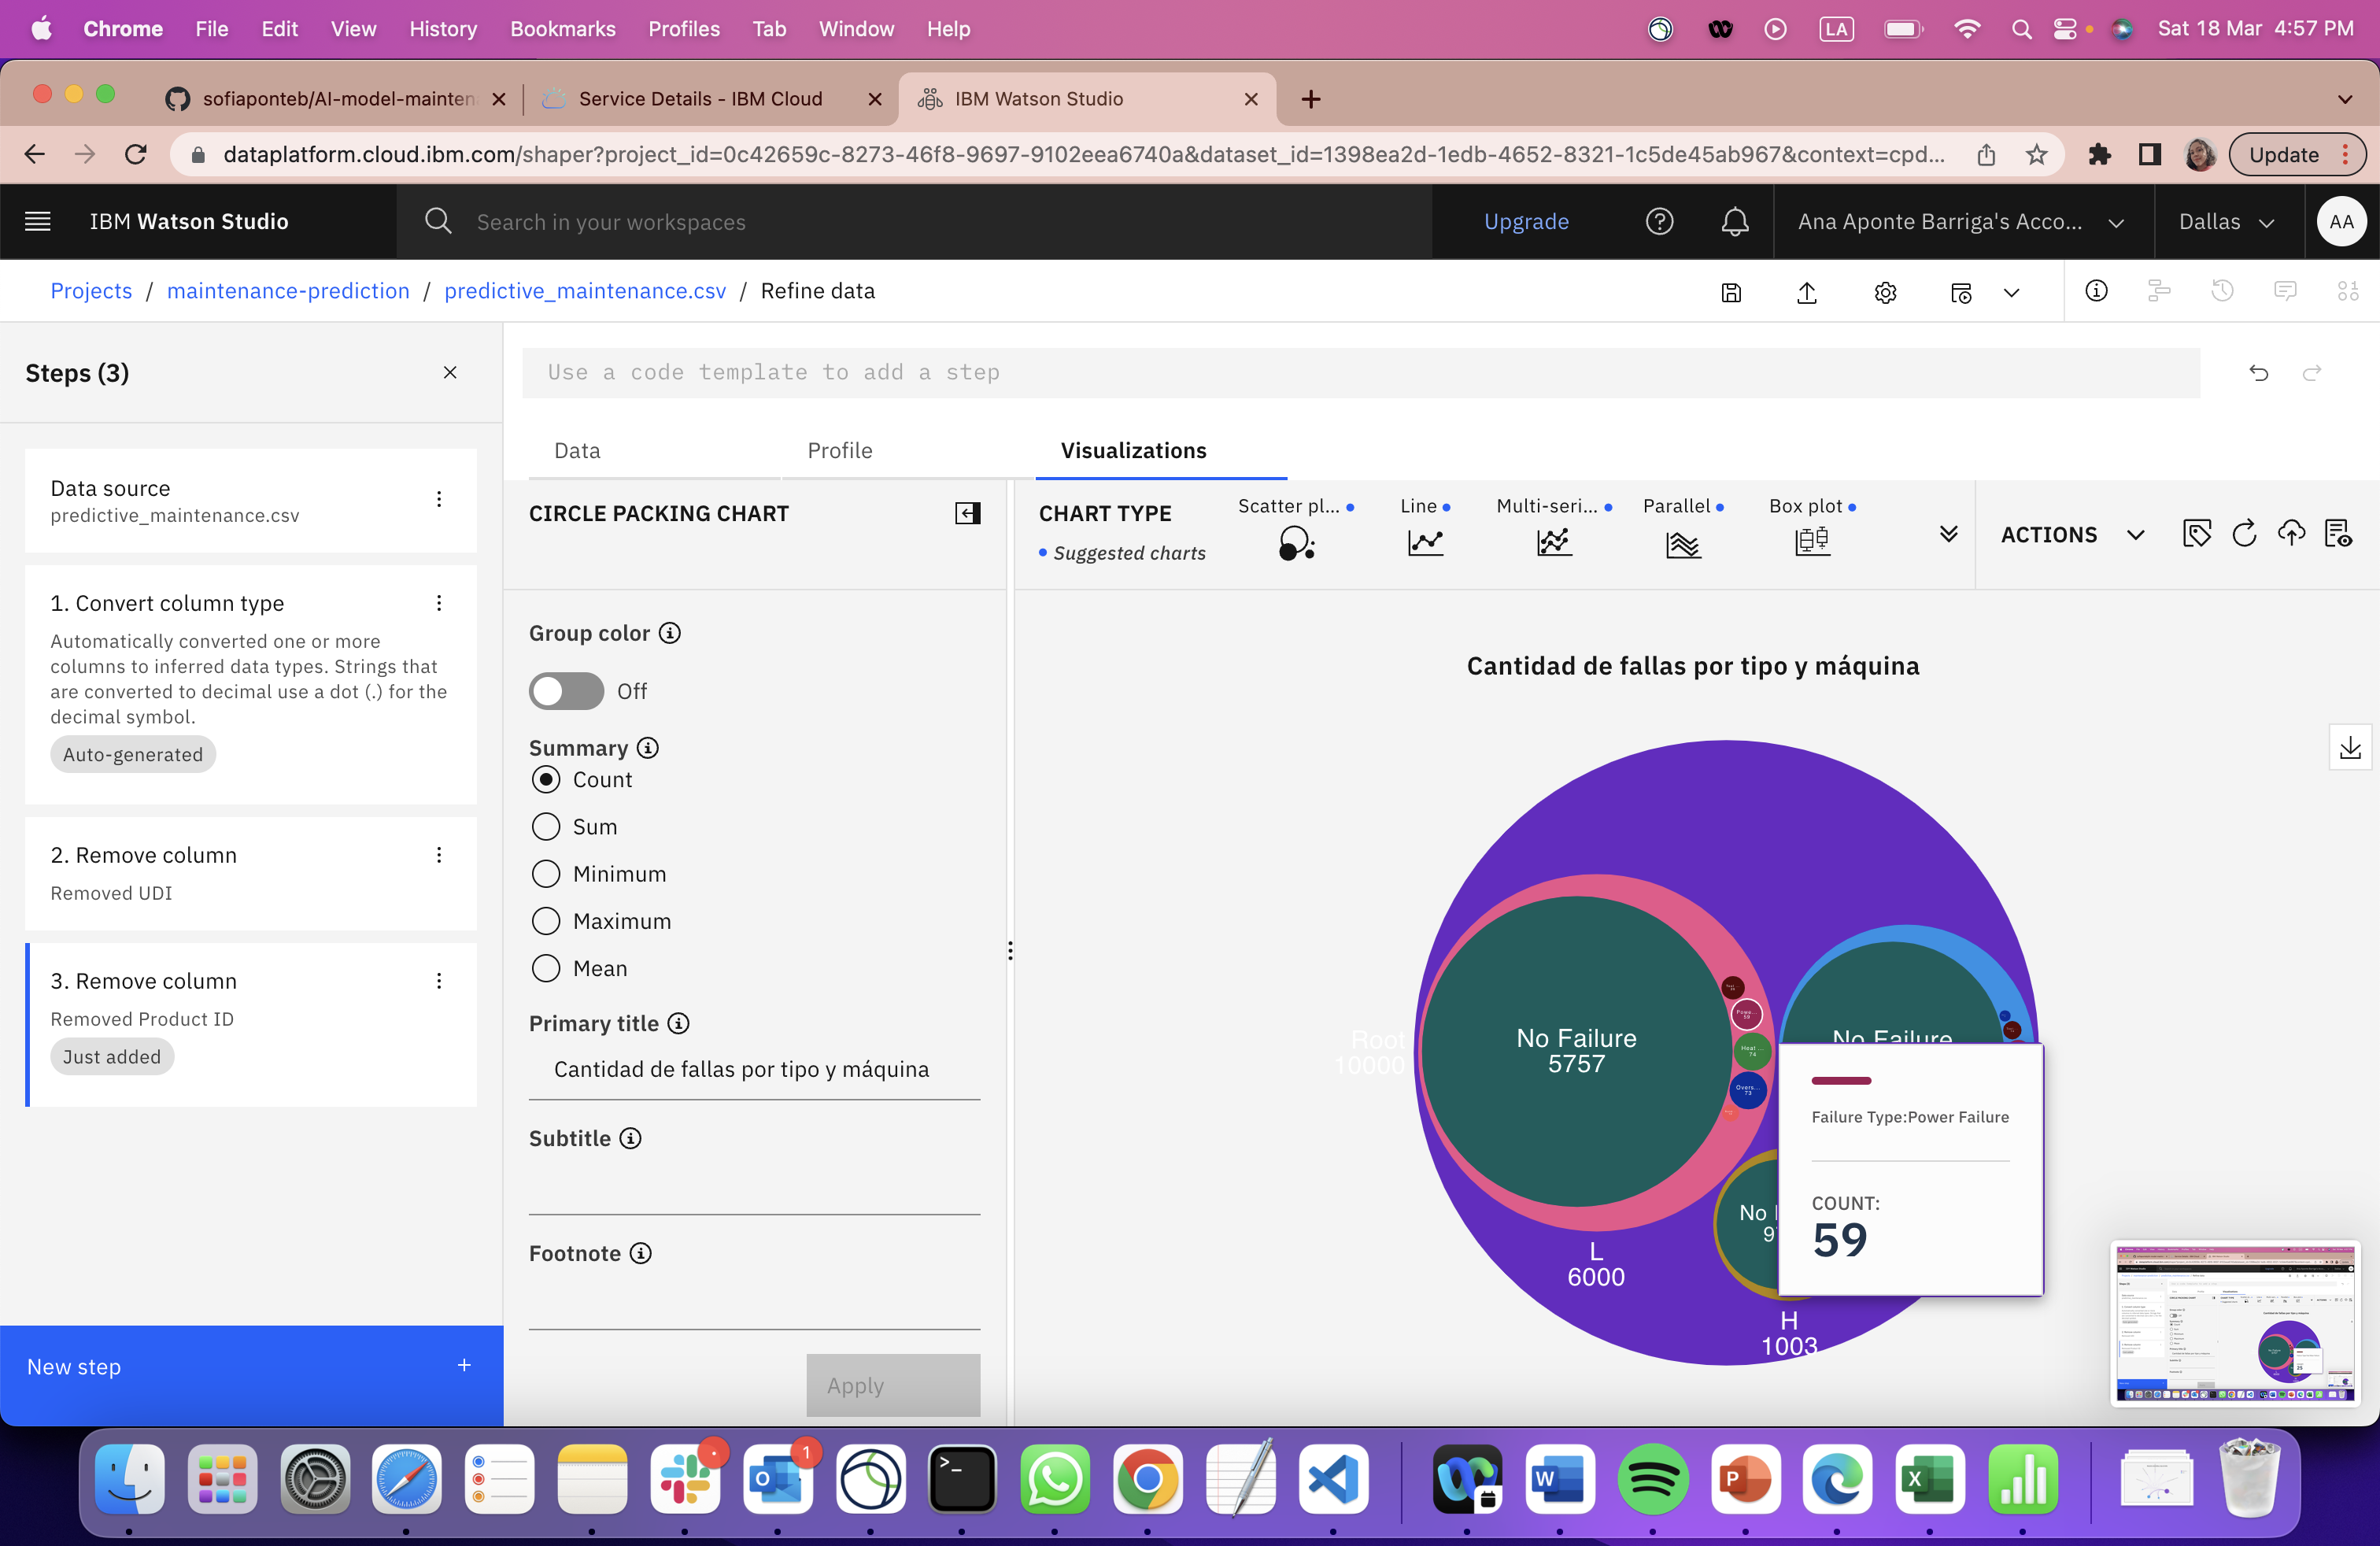 Chrome File Edit View History Bookmarks Profiles Tab Window Help
LA
Sat 18 Mar 4:57 PM
sofiaponteb/AI-model-mainten
Service Details - IBM Cloud
IBM Watson Studio
dataplatform.cloud.ibm.com/shaper?project_id=0c42659c-8273-46f8-9697-9102eea6740a&dataset_id=1398ea2d-1edb-4652-8321-1c5de45ab967&context=cpd...
Update
IBM Watson Studio
Search in your workspaces
Upgrade
Ana Aponte Barriga's Acco...
Dallas
AA
Projects / maintenance-prediction / predictive_maintenance.csv / Refine data
Steps (3)
Data source
predictive_maintenance.csv
1. Convert column type
Automatically converted one or more
columns to inferred data types. Strings that
are converted to decimal use a dot (.) for the
decimal symbol.
Auto-generated
2. Remove column
Removed UDI
3. Remove column
Removed Product ID
Just added
New step
Use a code template to add a step
Data
Profile
Visualizations
CIRCLE PACKING CHART
Group color
Off
Summary
Count
Sum
Minimum
Maximum
Mean
Primary title
Cantidad de fallas por tipo y máquina
Subtitle
Footnote
Apply
CHART TYPE
Suggested charts
Scatter pl...
Line
Multi-seri...
Parallel
Box plot
ACTIONS
Cantidad de fallas por tipo y máquina
Root
10000
No Failure
5757
Powe...
59
Heat ...
74
Overs...
73
No Failure
L
6000
H
1003
Failure Type:Power Failure
COUNT:
59
1